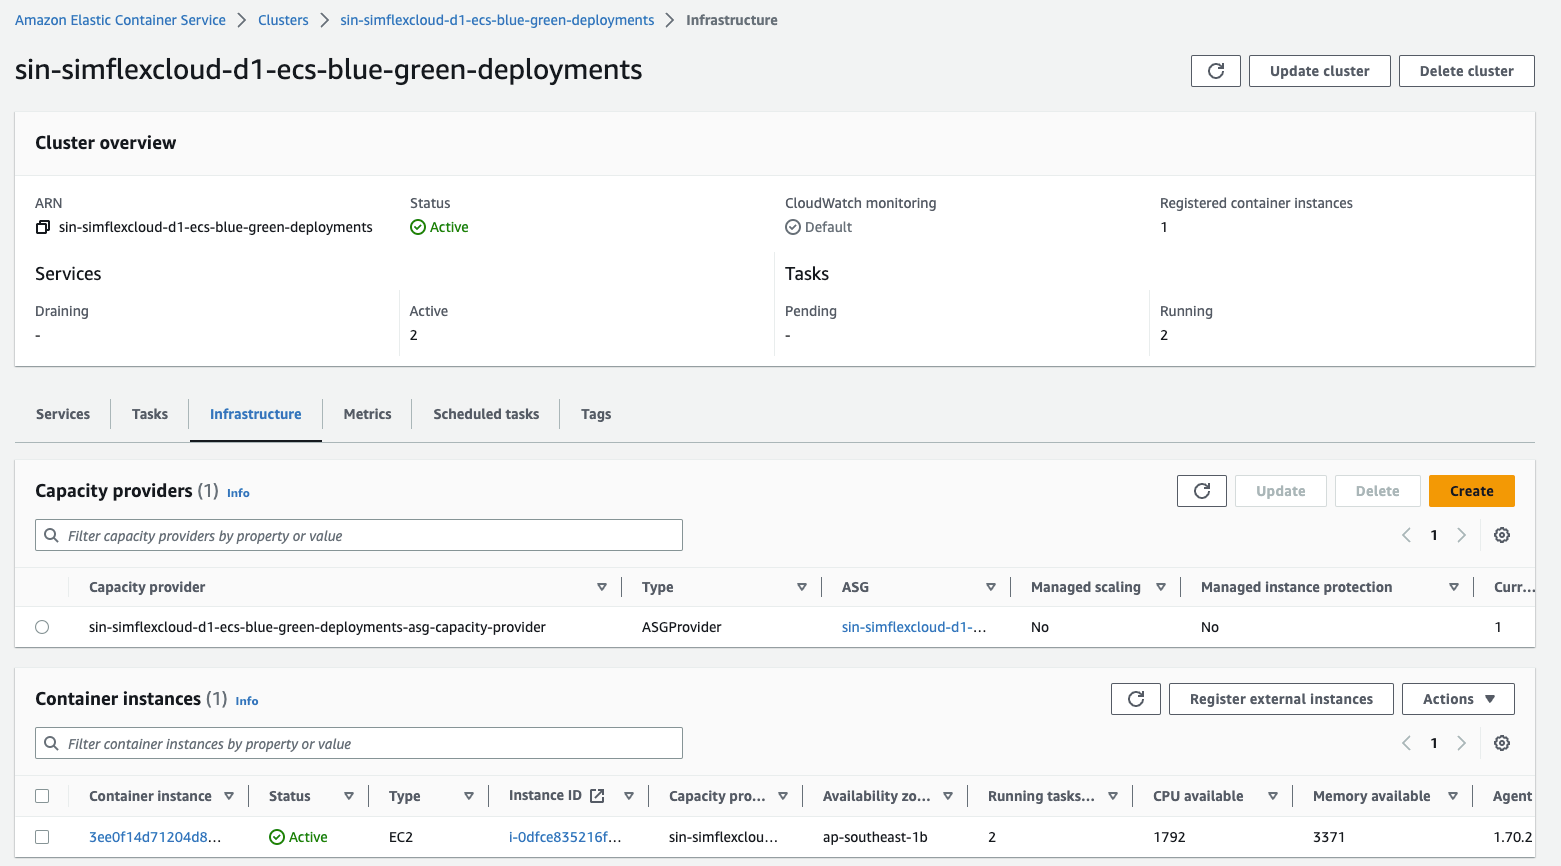 Amazon Elastic Container Service > Clusters > sin-simflexcloud-d1-ecs-blue-green-deployments > Infrastructure
sin-simflexcloud-d1-ecs-blue-green-deployments
Update cluster
Delete cluster
Cluster overview
ARN
sin-simflexcloud-d1-ecs-blue-green-deployments
Status
Active
CloudWatch monitoring
Default
Registered container instances
1
Services
Draining
-
Active
2
Tasks
Pending
-
Running
2
Services Tasks Infrastructure Metrics Scheduled tasks Tags
Capacity providers (1) Info
Update Delete Create
Filter capacity providers by property or value
1
Capacity provider Type ASG Managed scaling Managed instance protection Curr...
sin-simflexcloud-d1-ecs-blue-green-deployments-asg-capacity-provider ASGProvider sin-simflexcloud-d1-... No No 1
Container instances (1) Info
Register external instances Actions
Filter container instances by property or value
1
Container instance Status Type Instance ID Capacity pro... Availability zo... Running tasks... CPU available Memory available Agent
3ee0f14d71204d8... Active EC2 i-0dfce835216f... sin-simflexclou... ap-southeast-1b 2 1792 3371 1.70.2